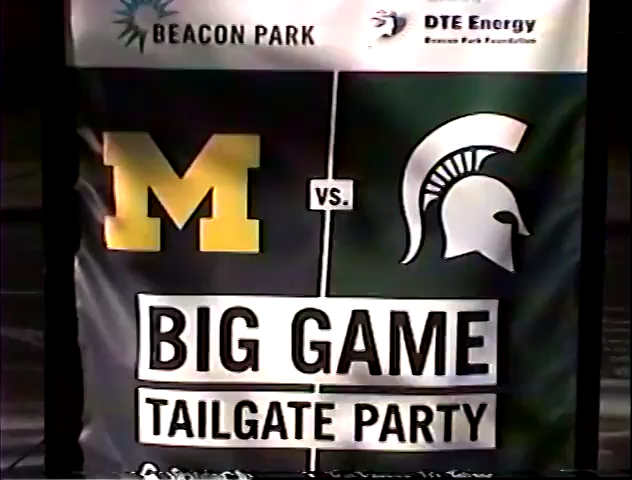 BEACON PARK
DTE Energy
Beacon Park Foundation
M
VS.
BIG GAME
TAILGATE PARTY